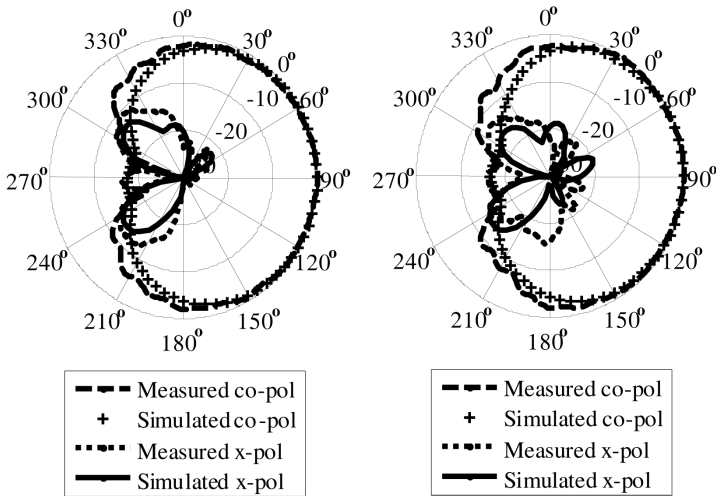 0° 0°
330° 30° 330° 30°
0° 0°
300° -10 60° 300° -10 60°
-20 -20
270° 90° 270° 90°
240° 120° 240° 120°
210° 150° 210° 150°
180° 180°
Measured co-pol
Simulated co-pol
Measured x-pol
Simulated x-pol
Measured co-pol
Simulated co-pol
Measured x-pol
Simulated x-pol